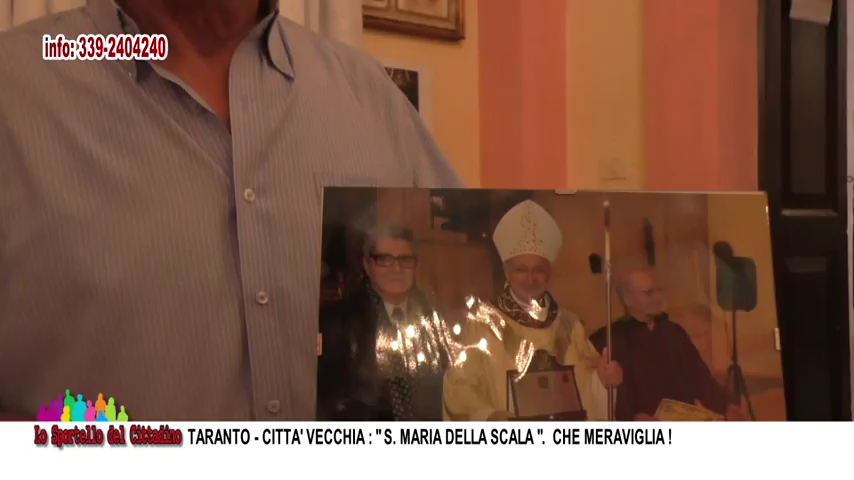 info: 339-2404240
Lo Sportello del Cittadino
TARANTO - CITTA' VECCHIA : " S. MARIA DELLA SCALA ". CHE MERAVIGLIA !